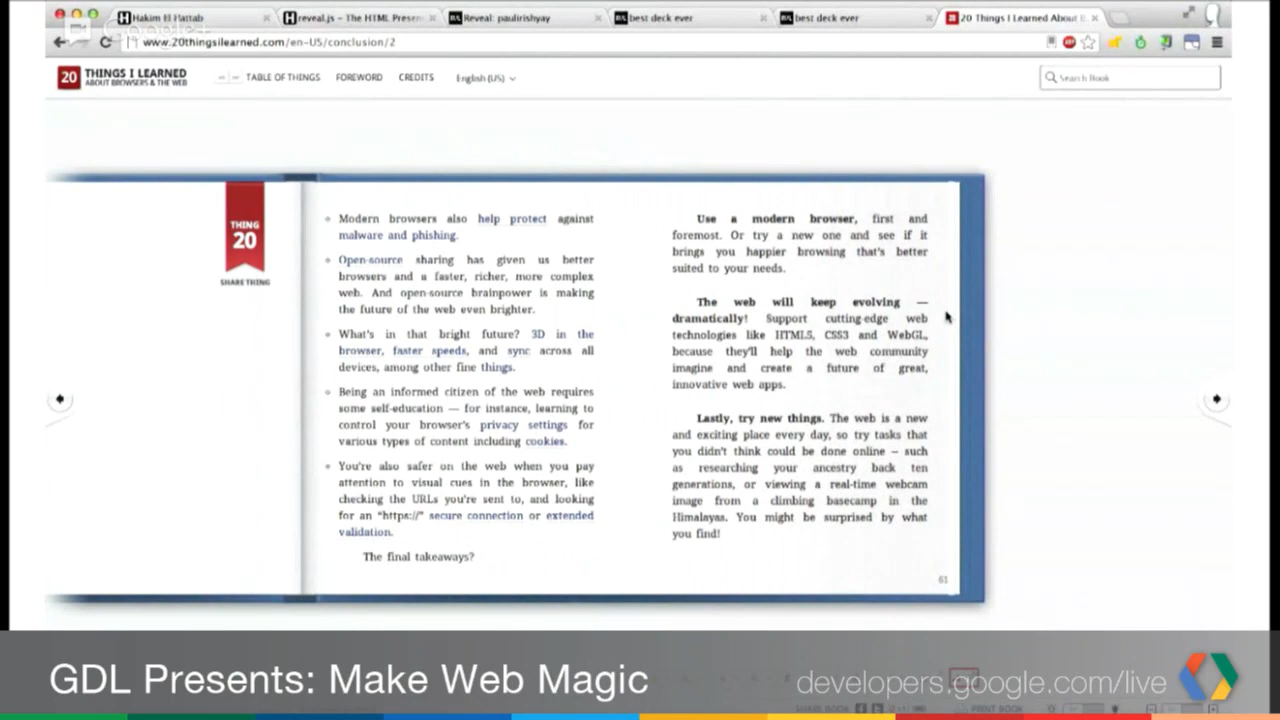 Hakim El Hattab
reveal.js – The HTML Presen
Reveal: paulirishyay
best deck ever
best deck ever
20 Things I Learned About B
Google+
www.20thingsilearned.com/en-US/conclusion/2
20 THINGS I LEARNED
ABOUT BROWSERS & THE WEB
TABLE OF THINGS
FOREWORD
CREDITS
English (US)
Search Book
THING
20
SHARE THING
Modern browsers also help protect against
malware and phishing.
Open-source sharing has given us better
browsers and a faster, richer, more complex
web. And open-source brainpower is making
the future of the web even brighter.
What's in that bright future? 3D in the
browser, faster speeds, and sync across all
devices, among other fine things.
Being an informed citizen of the web requires
some self-education — for instance, learning to
control your browser's privacy settings for
various types of content including cookies.
You're also safer on the web when you pay
attention to visual cues in the browser, like
checking the URLs you're sent to, and looking
for an "https://" secure connection or extended
validation.
The final takeaways?
Use a modern browser, first and
foremost. Or try a new one and see if it
brings you happier browsing that's better
suited to your needs.
The web will keep evolving —
dramatically! Support cutting-edge web
technologies like HTML5, CSS3 and WebGL,
because they'll help the web community
imagine and create a future of great,
innovative web apps.
Lastly, try new things. The web is a new
and exciting place every day, so try tasks that
you didn't think could be done online – such
as researching your ancestry back ten
generations, or viewing a real-time webcam
image from a climbing basecamp in the
Himalayas. You might be surprised by what
you find!
61
GDL Presents: Make Web Magic
developers.google.com/live
SHARE BOOK
PRINT BOOK